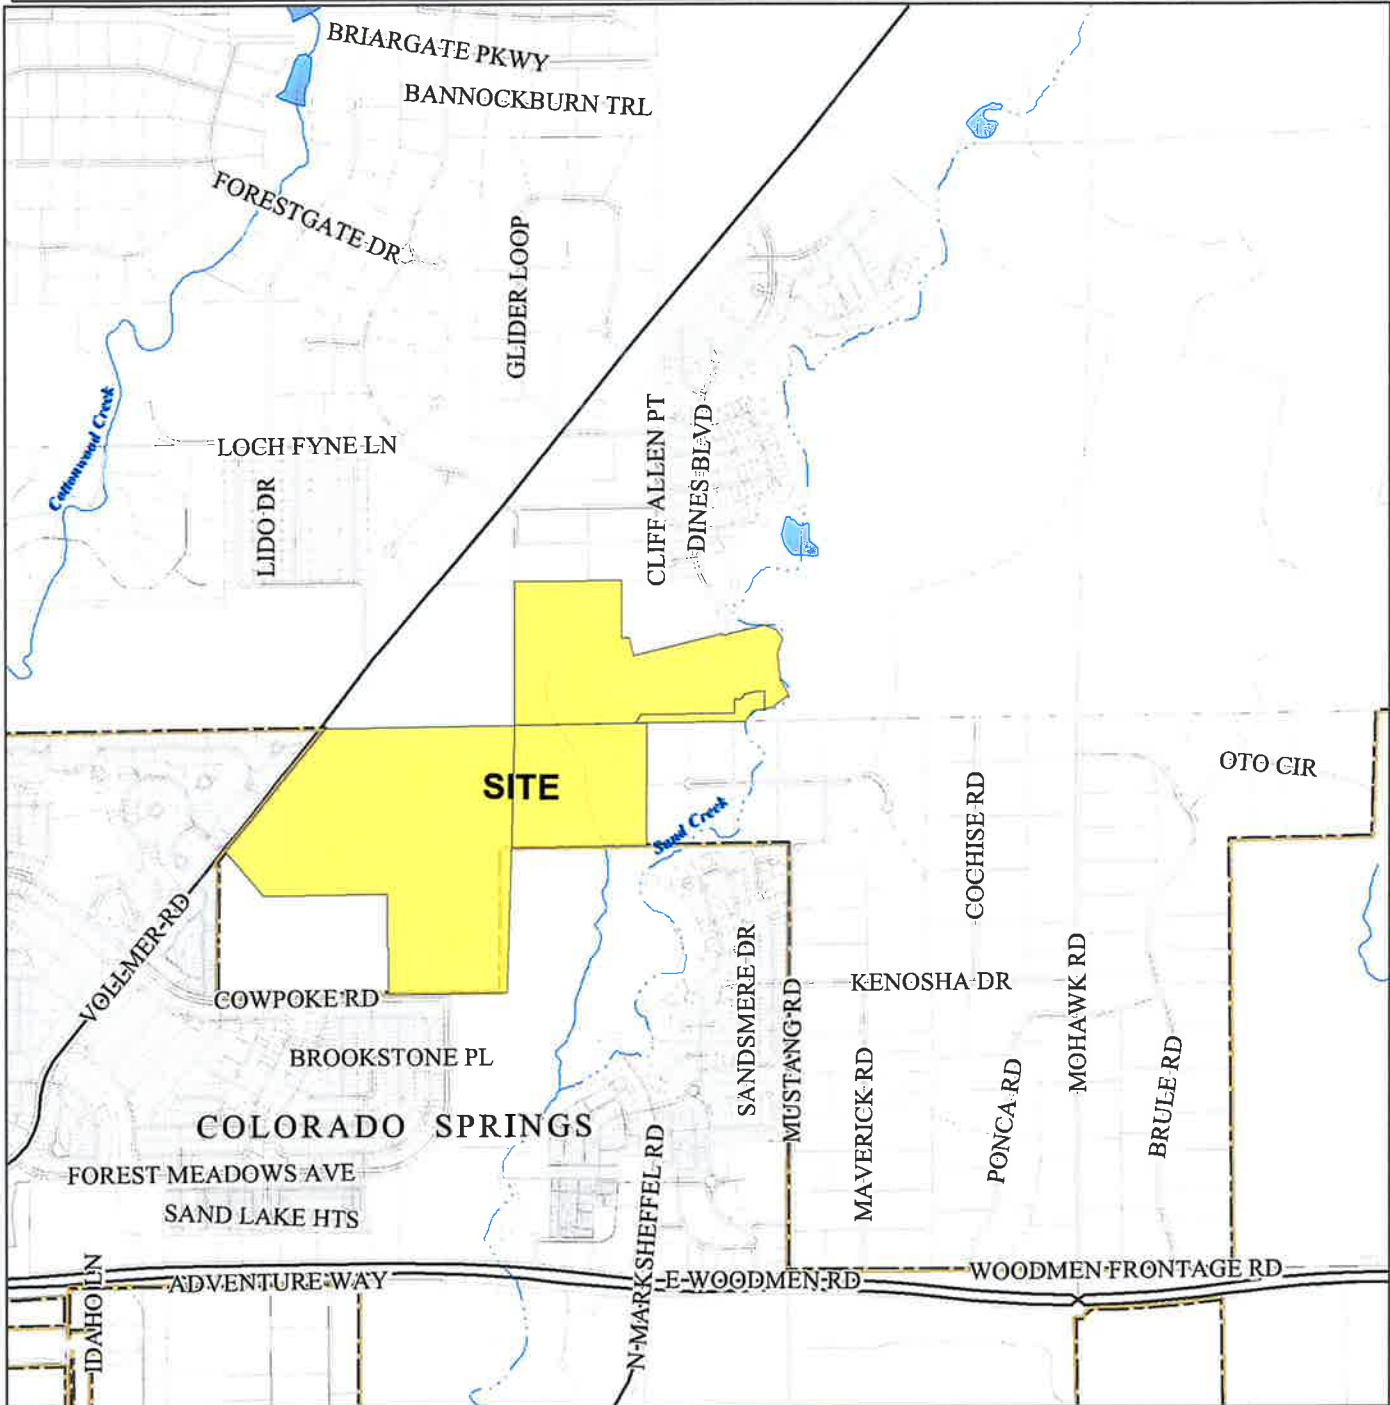 BRIARGATE PKWY
BANNOCKBURN TRL
FORESTGATE DR
GLIDER LOOP
Cottonwood Creek
LOCH FYNE LN
LIDO DR
CLIFF ALLEN PT
DINES BLVD
SITE
OTO CIR
Sand Creek
COCHISE RD
VOLLMER RD
COWPOKE RD
SANDSMERE DR
MUSTANG RD
KENOSHA DR
MOHAWK RD
BROOKSTONE PL
MAVERICK RD
PONCA RD
BRULE RD
COLORADO SPRINGS
FOREST MEADOWS AVE
SAND LAKE HTS
N MARKSHEFFEL RD
IDAHO LN
ADVENTURE WAY
E WOODMEN RD
WOODMEN FRONTAGE RD